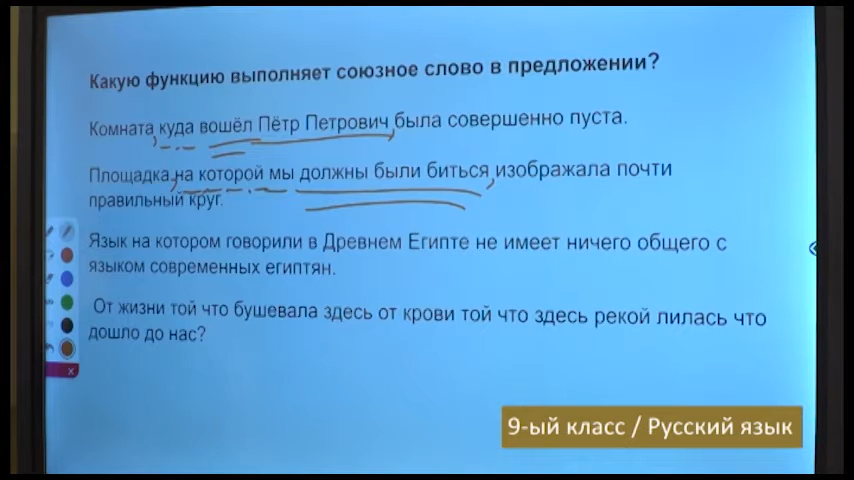 Какую функцию выполняет союзное слово в предложении?
Комната, куда вошёл Пётр Петрович, была совершенно пуста.
Площадка, на которой мы должны были биться, изображала почти
правильный круг.
Язык на котором говорили в Древнем Египте не имеет ничего общего с
языком современных египтян.
От жизни той что бушевала здесь от крови той что здесь рекой лилась что
дошло до нас?
x
9-ый класс / Русский язык